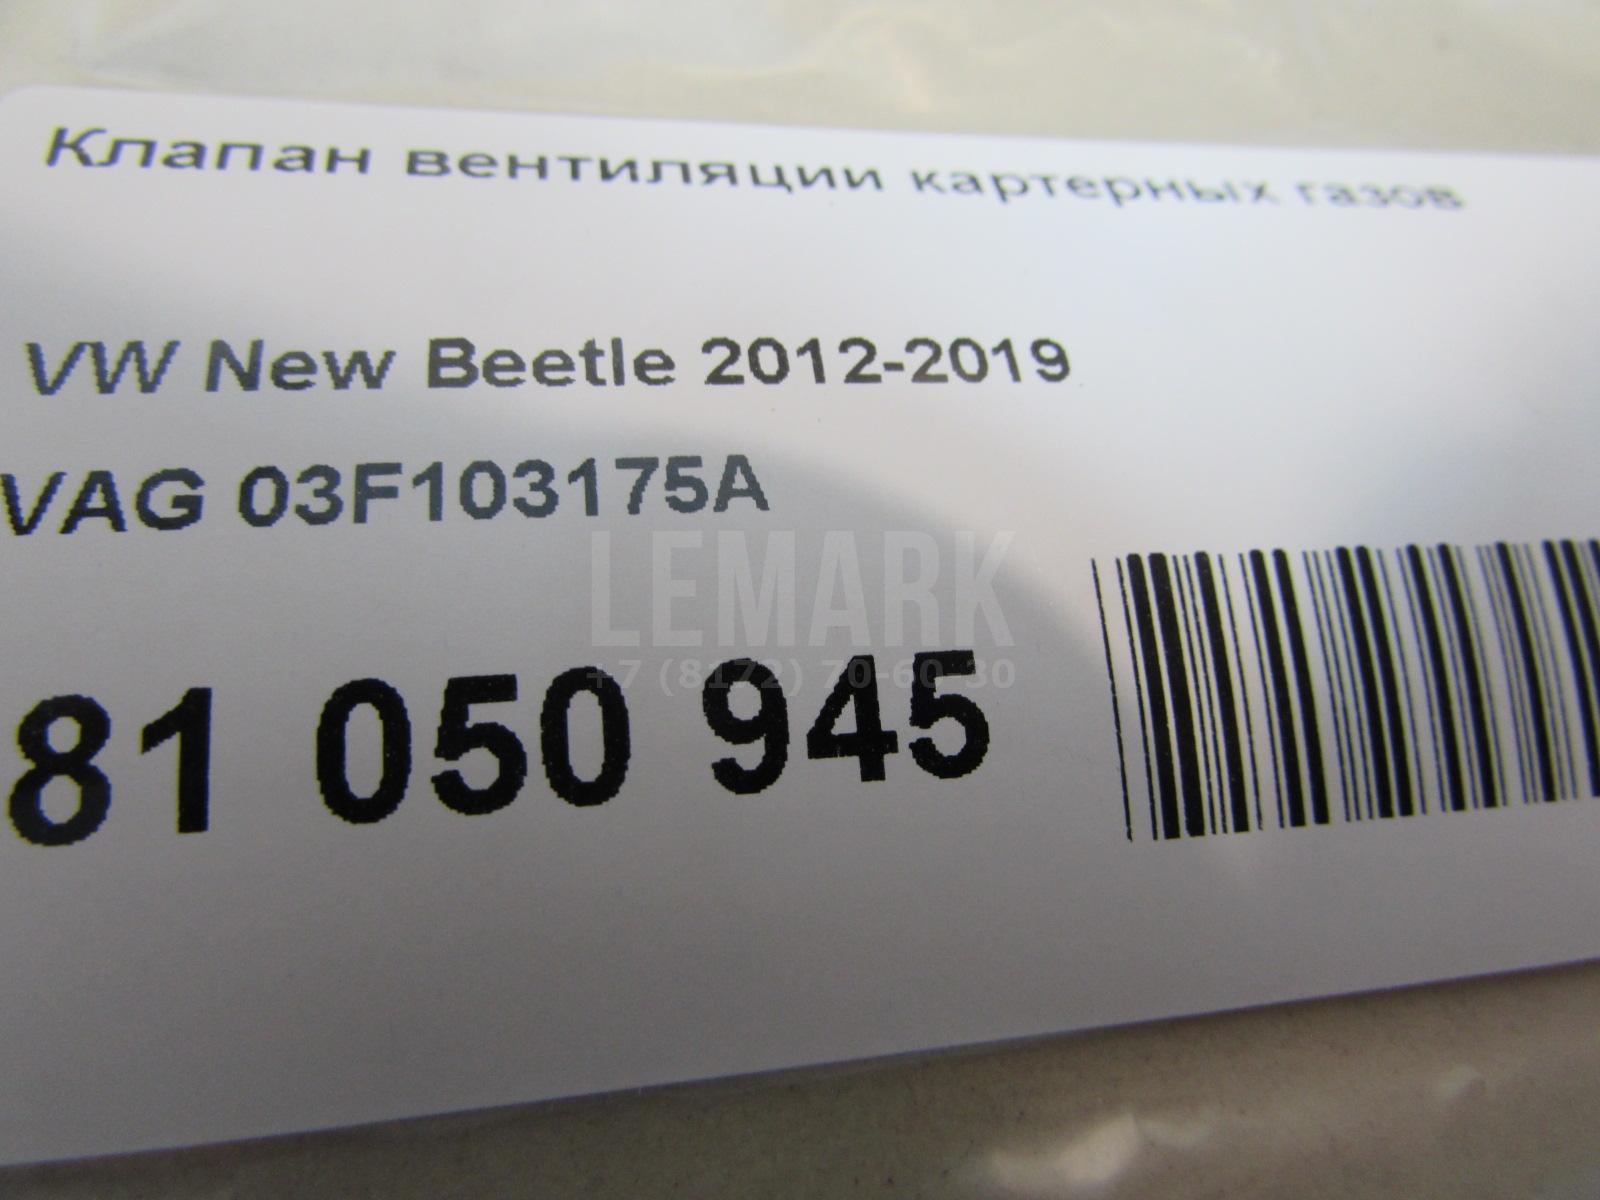 Клапан вентиляции картерных газов
VW New Beetle 2012-2019
VAG 03F103175A
LEMARK
+7 (8172) 70-60-30
81 050 945